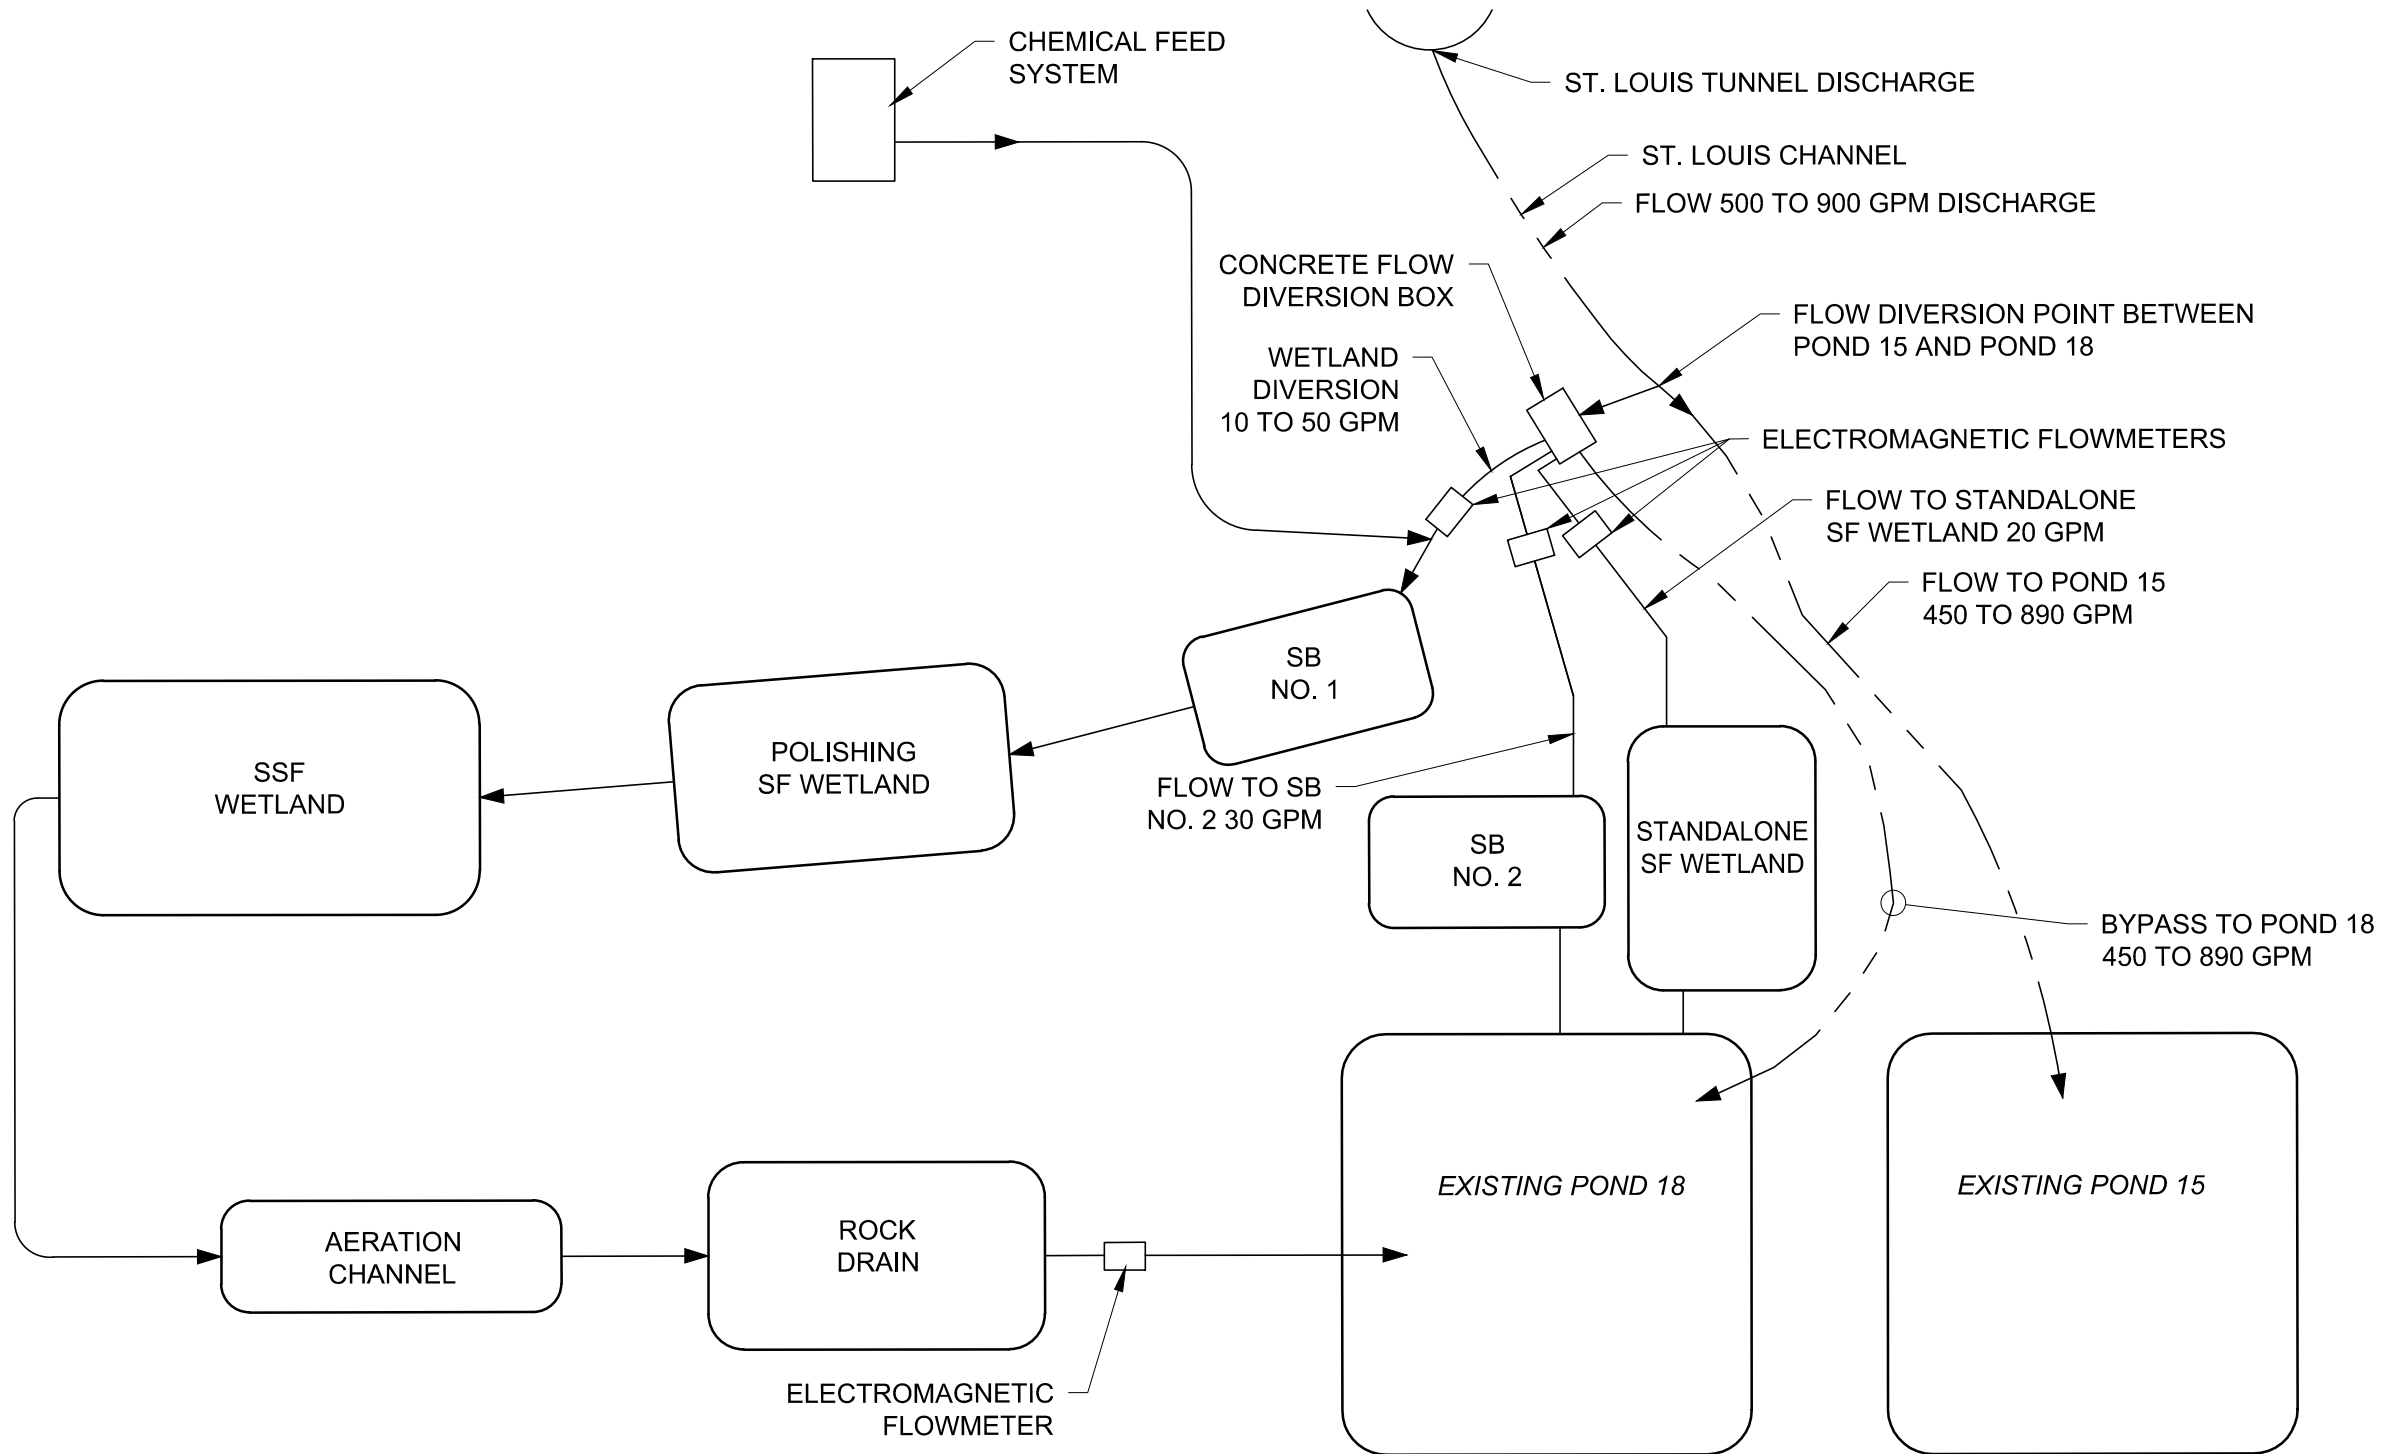 CHEMICAL FEED
SYSTEM
ST. LOUIS TUNNEL DISCHARGE
ST. LOUIS CHANNEL
FLOW 500 TO 900 GPM DISCHARGE
CONCRETE FLOW
DIVERSION BOX
FLOW DIVERSION POINT BETWEEN
POND 15 AND POND 18
WETLAND
DIVERSION
10 TO 50 GPM
ELECTROMAGNETIC FLOWMETERS
FLOW TO STANDALONE
SF WETLAND 20 GPM
FLOW TO POND 15
450 TO 890 GPM
SB
NO. 1
POLISHING
SF WETLAND
SSF
WETLAND
FLOW TO SB
NO. 2 30 GPM
SB
NO. 2
STANDALONE
SF WETLAND
BYPASS TO POND 18
450 TO 890 GPM
EXISTING POND 18
EXISTING POND 15
AERATION
CHANNEL
ROCK
DRAIN
ELECTROMAGNETIC
FLOWMETER